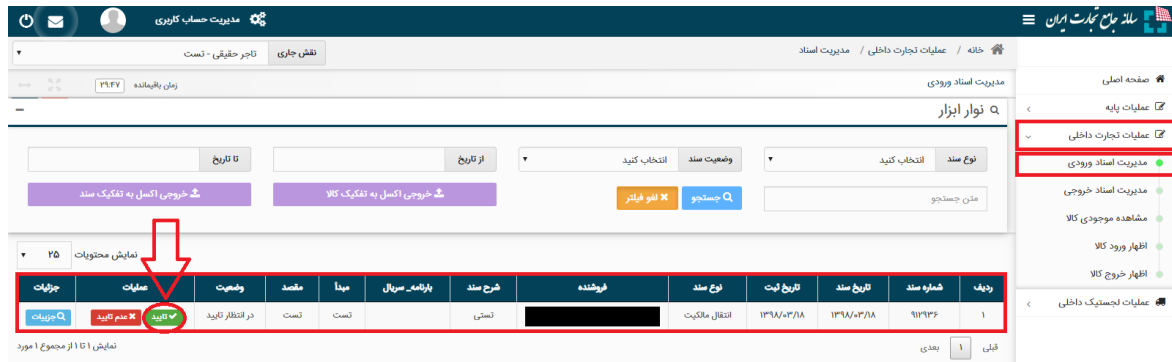 سامانه جامع تجارت ایران
مدیریت حساب کاربری
خانه / عملیات تجارت داخلی / مدیریت اسناد
نقش جاری تاجر حقیقی - تست
صفحه اصلی
عملیات پایه
عملیات تجارت داخلی
مدیریت اسناد ورودی
مدیریت اسناد خروجی
مشاهده موجودی کالا
اظهار ورود کالا
اظهار خروج کالا
عملیات لجستیک داخلی
مدیریت اسناد ورودی
زمان باقیمانده ۲۹:۴۷
نوار ابزار
نوع سند انتخاب کنید وضعیت سند انتخاب کنید از تاریخ تا تاریخ
متن جستجو جستجو لغو فیلتر خروجی اکسل به تفکیک کالا خروجی اکسل به تفکیک سند
نمایش محتویات ۲۵
ردیف شماره سند تاریخ سند تاریخ ثبت نوع سند فروشنده شرح سند بارنامه_ سریال مبدأ مقصد وضعیت عملیات جزئیات
۱ ۹۱۲۹۳۶ ۱۳۹۸/۰۳/۱۸ ۱۳۹۸/۰۳/۱۸ انتقال مالکیت تستی تست تست در انتظار تایید تایید عدم تایید جزییات
قبلی ۱ بعدی
نمایش ۱ تا ۱ از مجموع ۱ مورد